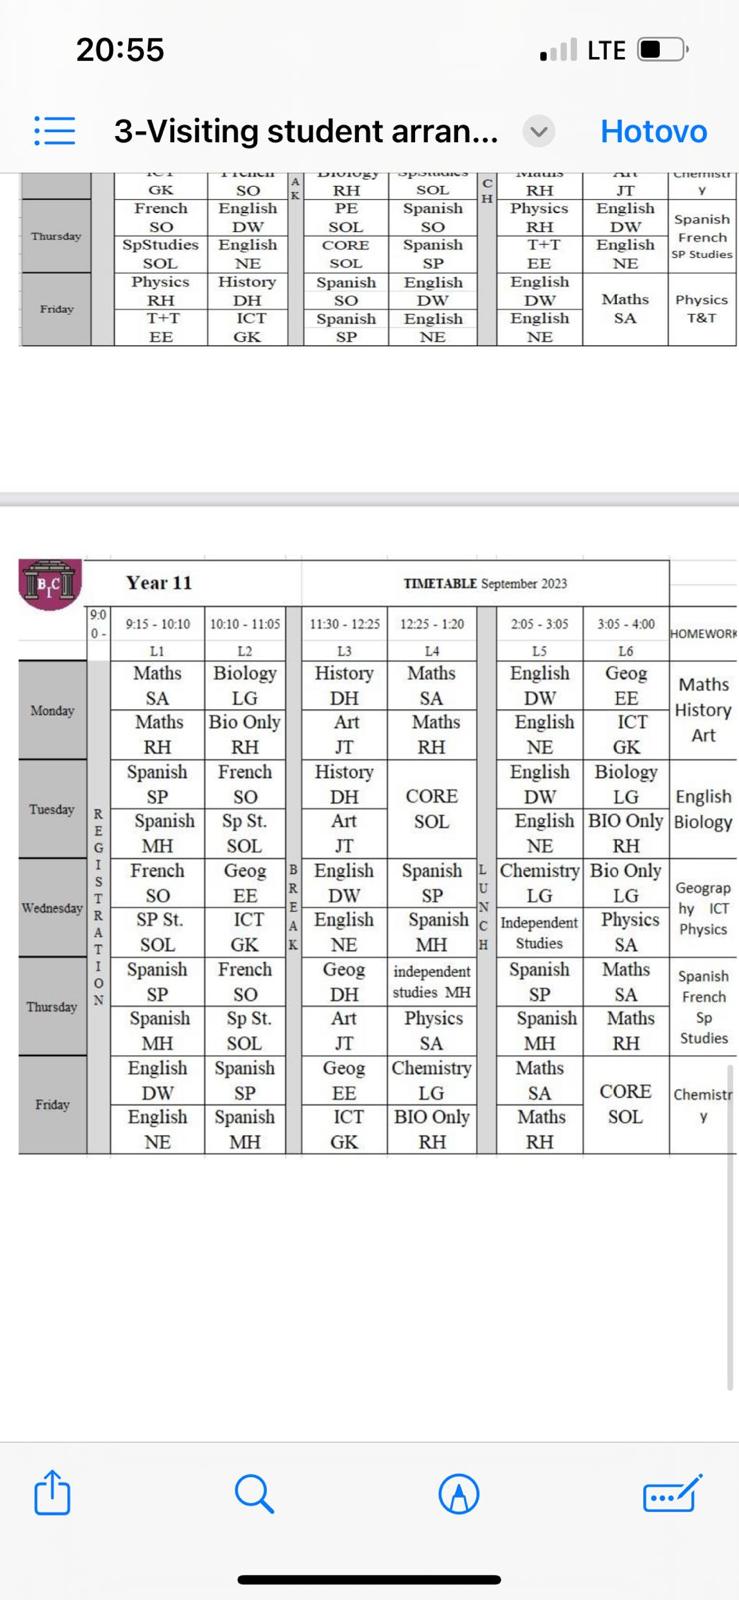 20:55
LTE
3-Visiting student arran...
Hotovo
GK SO A K RH SOL C H RH JT y
Thursday
French English PE Spanish Physics English
SO DW SOL SO RH DW
SpStudies English CORE Spanish T+T English
SOL NE SOL SP EE NE
Spanish
French
SP Studies
Friday
Physics History Spanish English English
RH DH SO DW DW
T+T ICT Spanish English English
EE GK SP NE NE
Maths
SA
Physics
T&T
B I C
Year 11 TIMETABLE September 2023
9:0
0 -
9:15 - 10:10 10:10 - 11:05 11:30 - 12:25 12:25 - 1:20 2:05 - 3:05 3:05 - 4:00 HOMEWORK
L1 L2 L3 L4 L5 L6
REGISTRATION
BREAK
LUNCH
Monday
Maths Biology History Maths English Geog
SA LG DH SA DW EE
Maths Bio Only Art Maths English ICT
RH RH JT RH NE GK
Maths
History
Art
Tuesday
Spanish French History English Biology
SP SO DH DW LG
Spanish Sp St. Art English BIO Only
MH SOL JT NE RH
CORE
SOL
English
Biology
Wednesday
French Geog English Spanish Chemistry Bio Only
SO EE DW SP LG LG
SP St. ICT English Spanish Independent Physics
SOL GK NE MH Studies SA
Geograp
hy ICT
Physics
Thursday
Spanish French Geog independent Spanish Maths
SP SO DH studies MH SP SA
Spanish Sp St. Art Physics Spanish Maths
MH SOL JT SA MH RH
Spanish
French
Sp
Studies
Friday
English Spanish Geog Chemistry Maths
DW SP EE LG SA
English Spanish ICT BIO Only Maths
NE MH GK RH RH
CORE
SOL
Chemistr
y